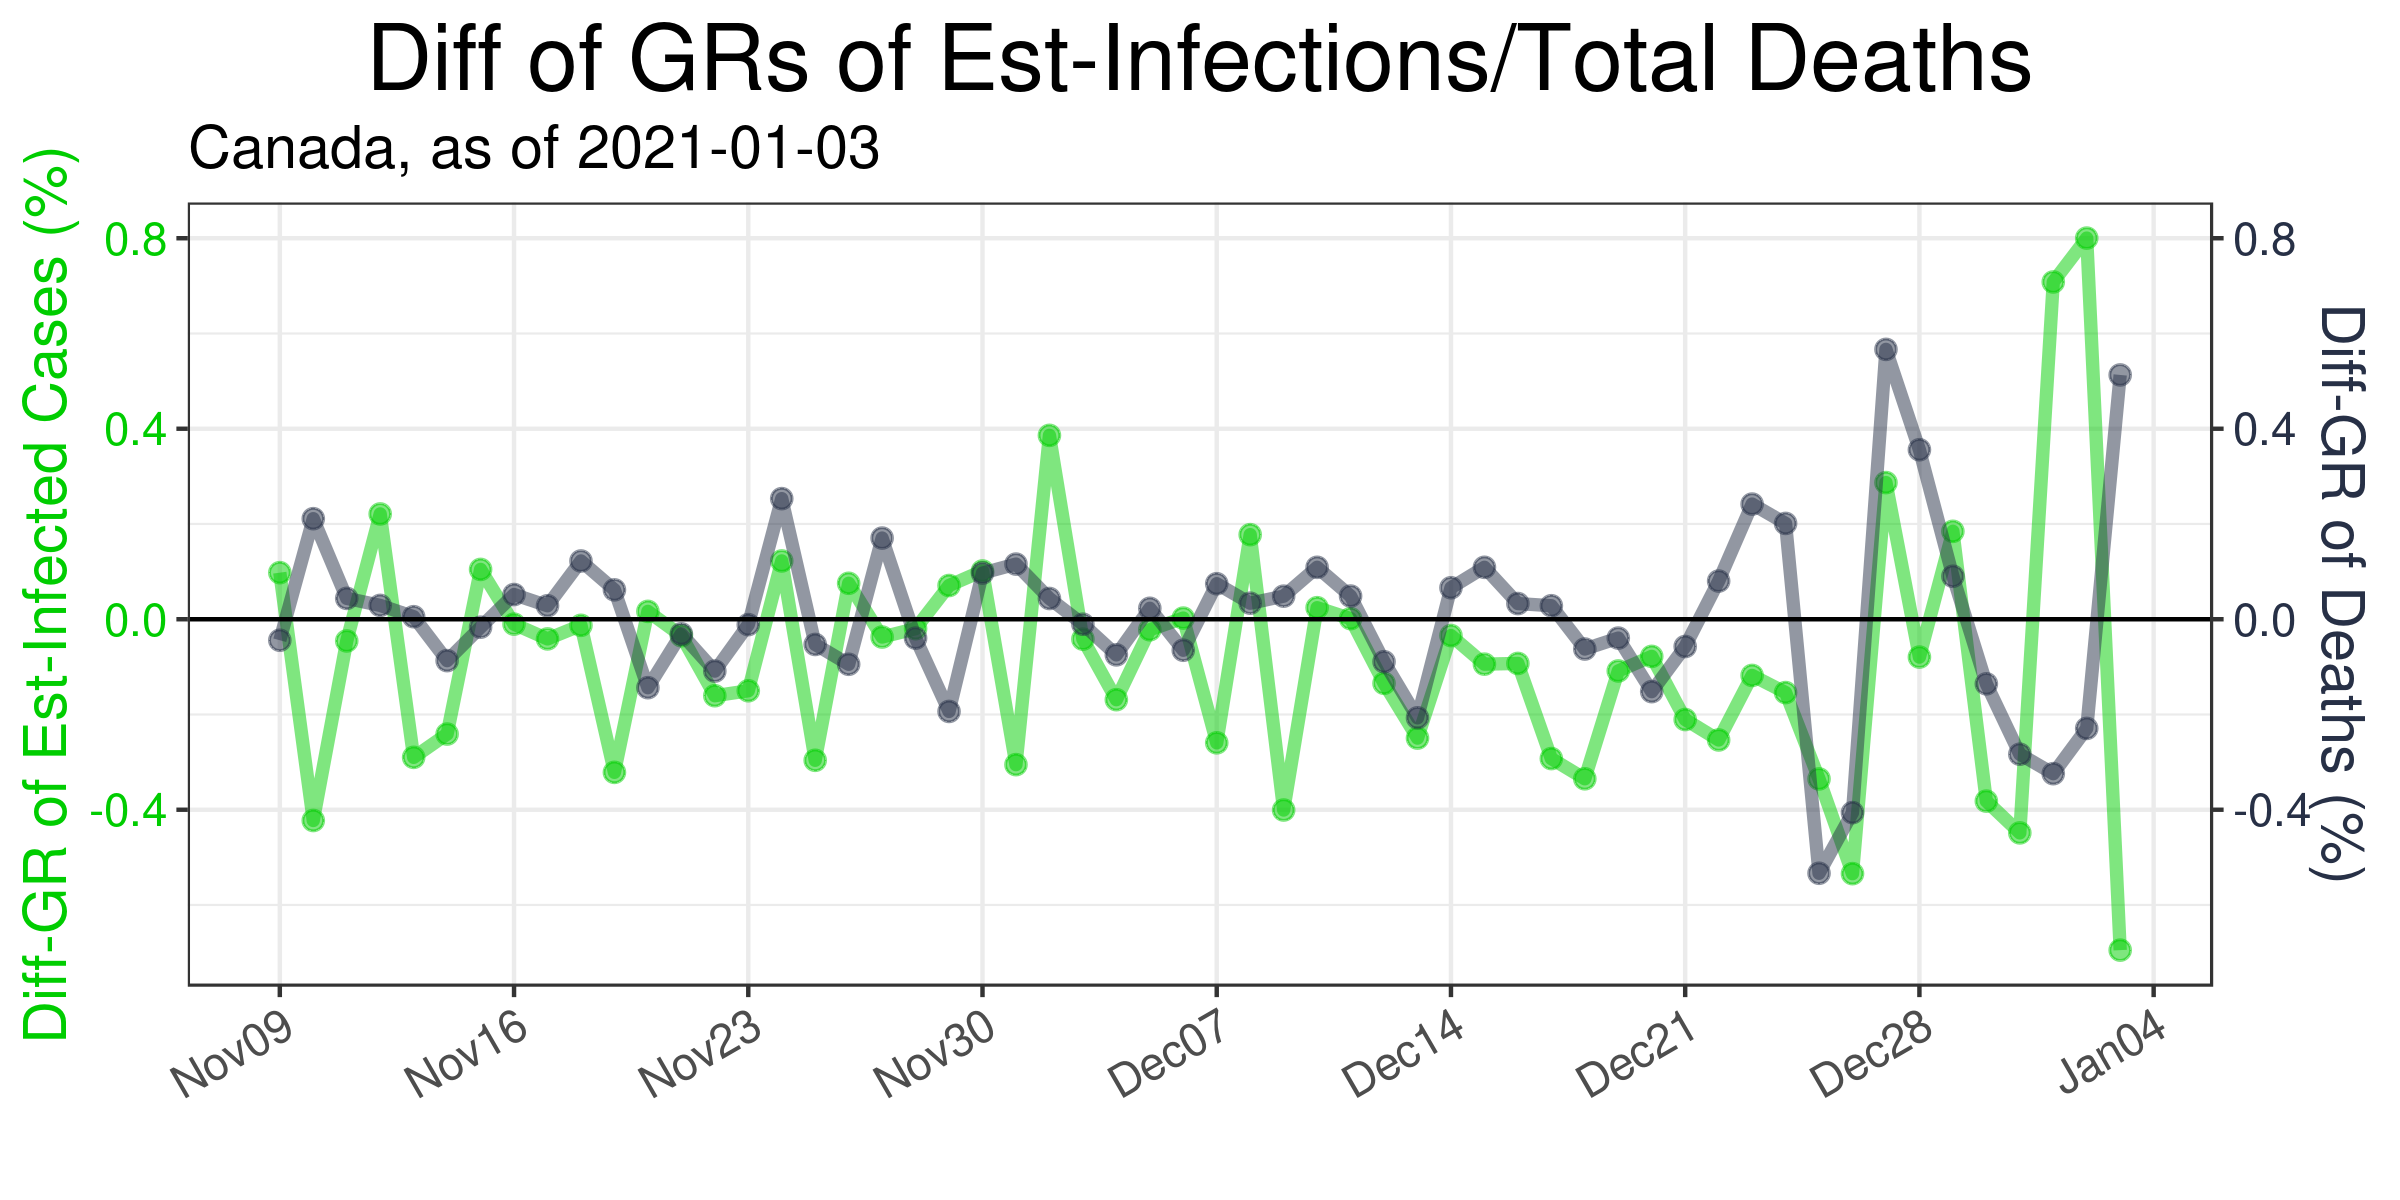 Diff of GRs of Est-Infections/Total Deaths
Canada, as of 2021-01-03
Diff-GR of Est-Infected Cases (%)
0.8
0.4
0.0
-0.4
0.8
0.4
0.0
-0.4
Diff-GR of Deaths (%)
Nov09
Nov16
Nov23
Nov30
Dec07
Dec14
Dec21
Dec28
Jan04